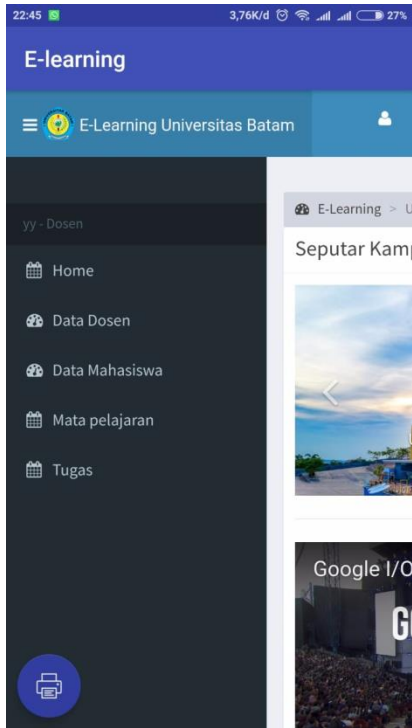 22:45 3,76K/d 27%
E-learning
E-Learning Universitas Batam
yy - Dosen
E-Learning > U
Seputar Kamp
Home
Data Dosen
Data Mahasiswa
Mata pelajaran
Tugas
Google I/O
G